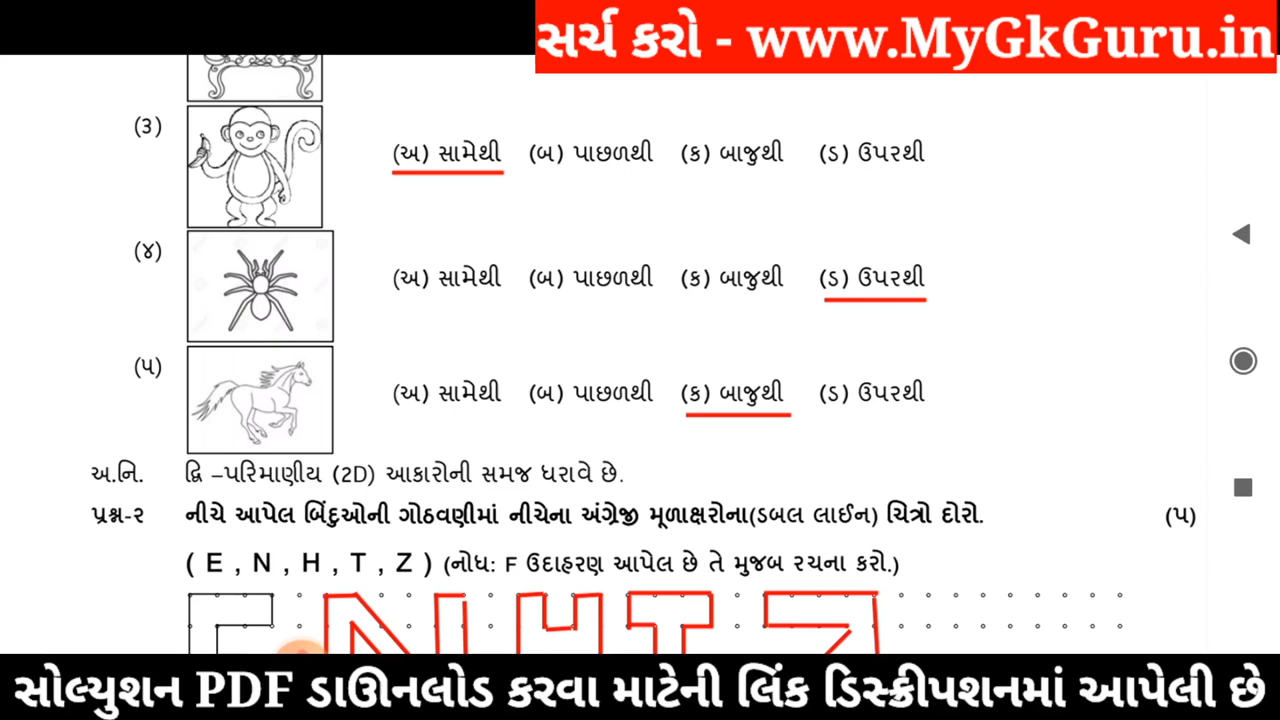 સર્ચ કરો - www.MyGkGuru.in
(૩) (અ) સામેથી (બ) પાછળથી (ક) બાજુથી (ડ) ઉપરથી
(૪) (અ) સામેથી (બ) પાછળથી (ક) બાજુથી (ડ) ઉપરથી
(૫) (અ) સામેથી (બ) પાછળથી (ક) બાજુથી (ડ) ઉપરથી
અ.નિ. દ્વિ –પરિમાણીય (2D) આકારોની સમજ ધરાવે છે.
પ્રશ્ન-૨ નીચે આપેલ બિંદુઓની ગોઠવણીમાં નીચેના અંગ્રેજી મૂળાક્ષરોના(ડબલ લાઈન) ચિત્રો દોરો. (૫)
( E , N , H , T , Z ) (નોધ: F ઉદાહરણ આપેલ છે તે મુજબ રચના કરો.)
સોલ્યુશન PDF ડાઊનલોડ કરવા માટેની લિંક ડિસ્ક્રીપશનમાં આપેલી છે